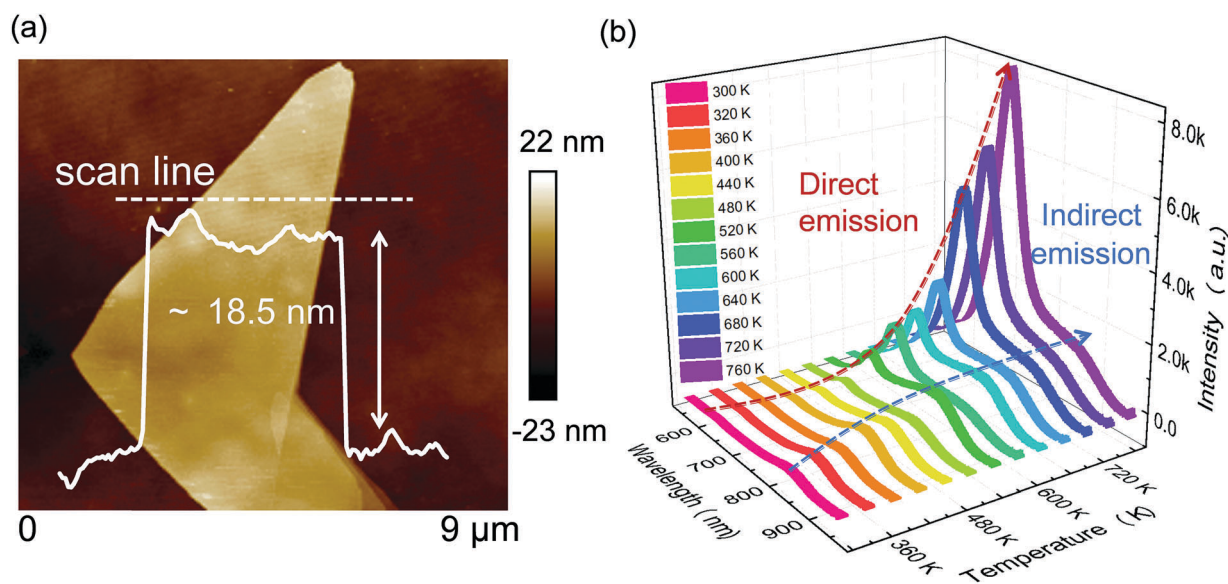 (a)
scan line
~ 18.5 nm
22 nm
-23 nm
0
9 μm
(b)
300 K
320 K
360 K
400 K
440 K
480 K
520 K
560 K
600 K
640 K
680 K
720 K
760 K
Direct
emission
Indirect
emission
8.0k
6.0k
4.0k
2.0k
0.0
Intensity (a.u.)
600
700
800
900
Wavelength (nm)
360 K
480 K
600 K
720 K
Temperature (K)